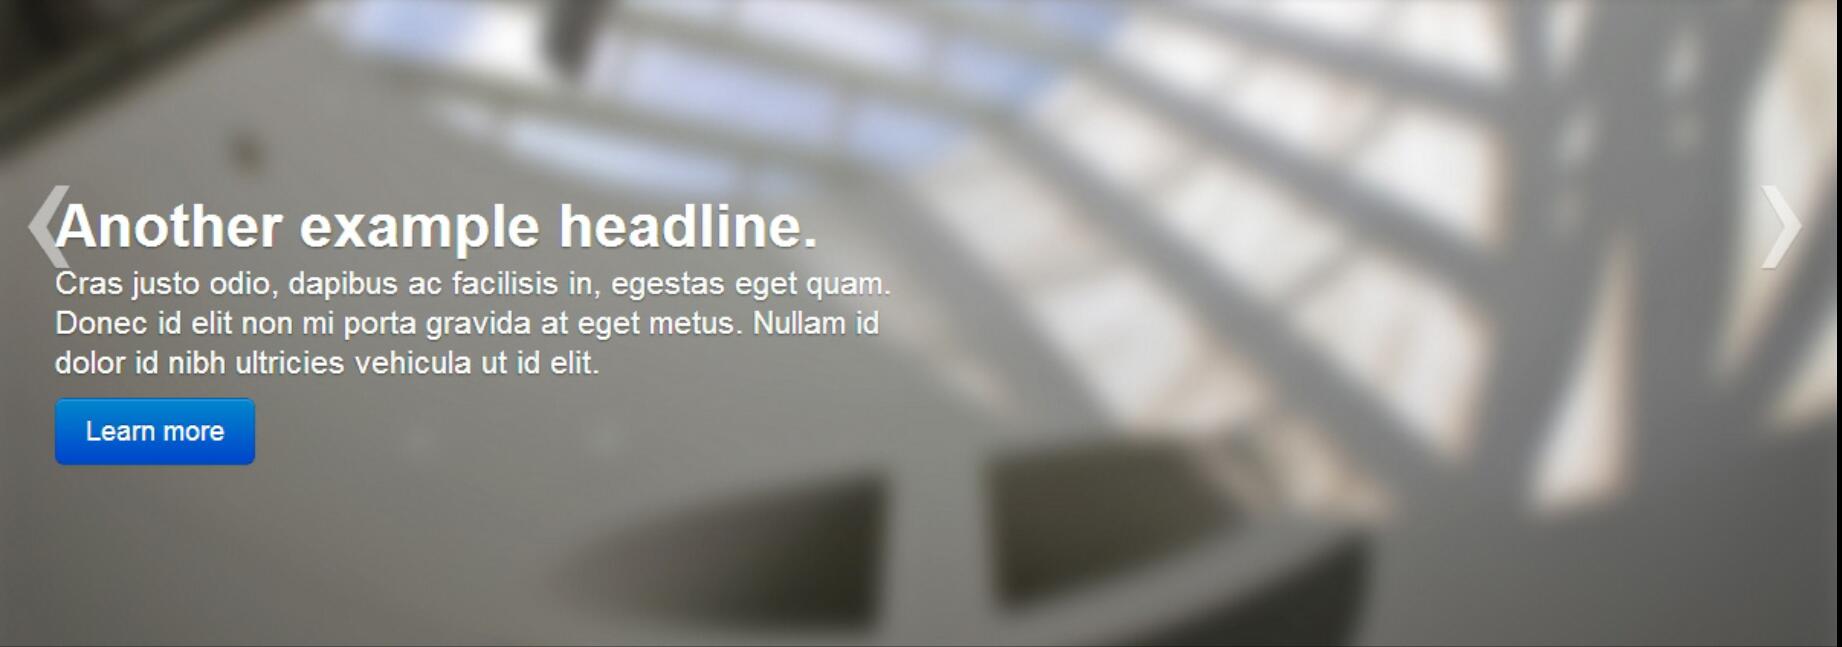 Another example headline.
Cras justo odio, dapibus ac facilisis in, egestas eget quam.
Donec id elit non mi porta gravida at eget metus. Nullam id
dolor id nibh ultricies vehicula ut id elit.
Learn more